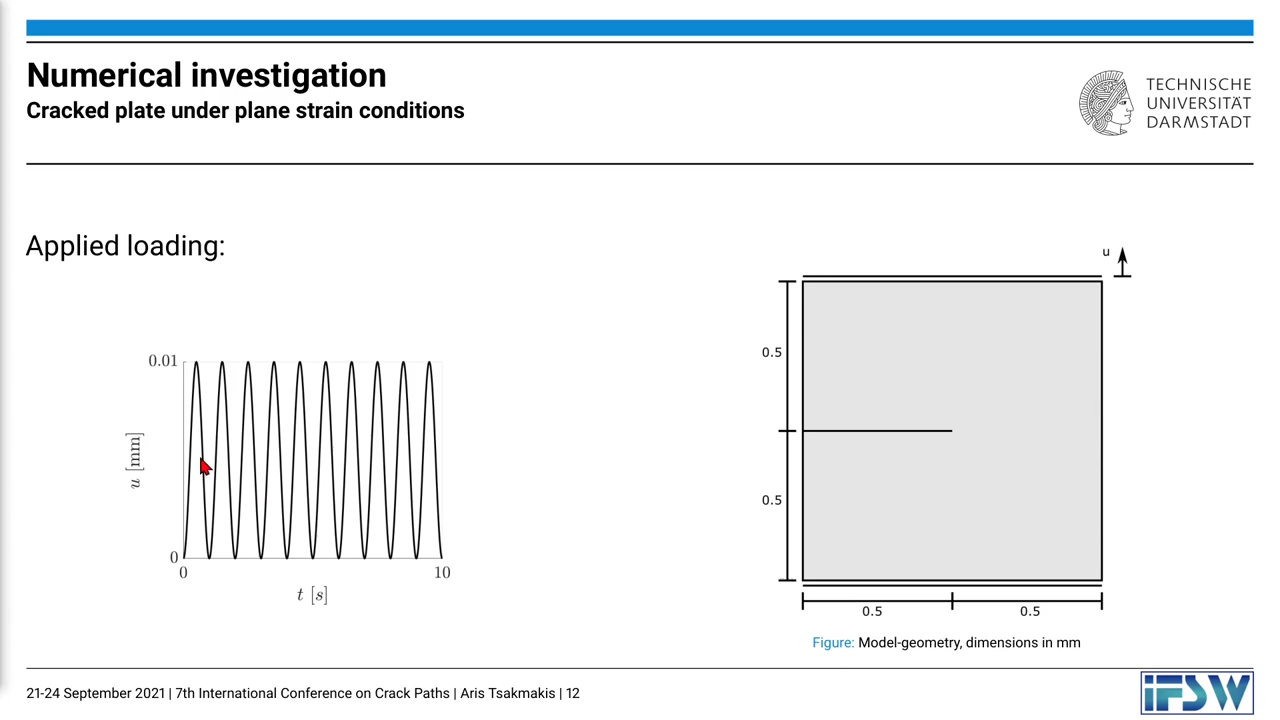 Numerical investigation
Cracked plate under plane strain conditions
TECHNISCHE
UNIVERSITÄT
DARMSTADT
Applied loading:
0.01
u [mm]
0
0
10
t [s]
u
0.5
0.5
0.5
0.5
Figure: Model-geometry, dimensions in mm
21-24 September 2021 | 7th International Conference on Crack Paths | Aris Tsakmakis | 12
iFSW